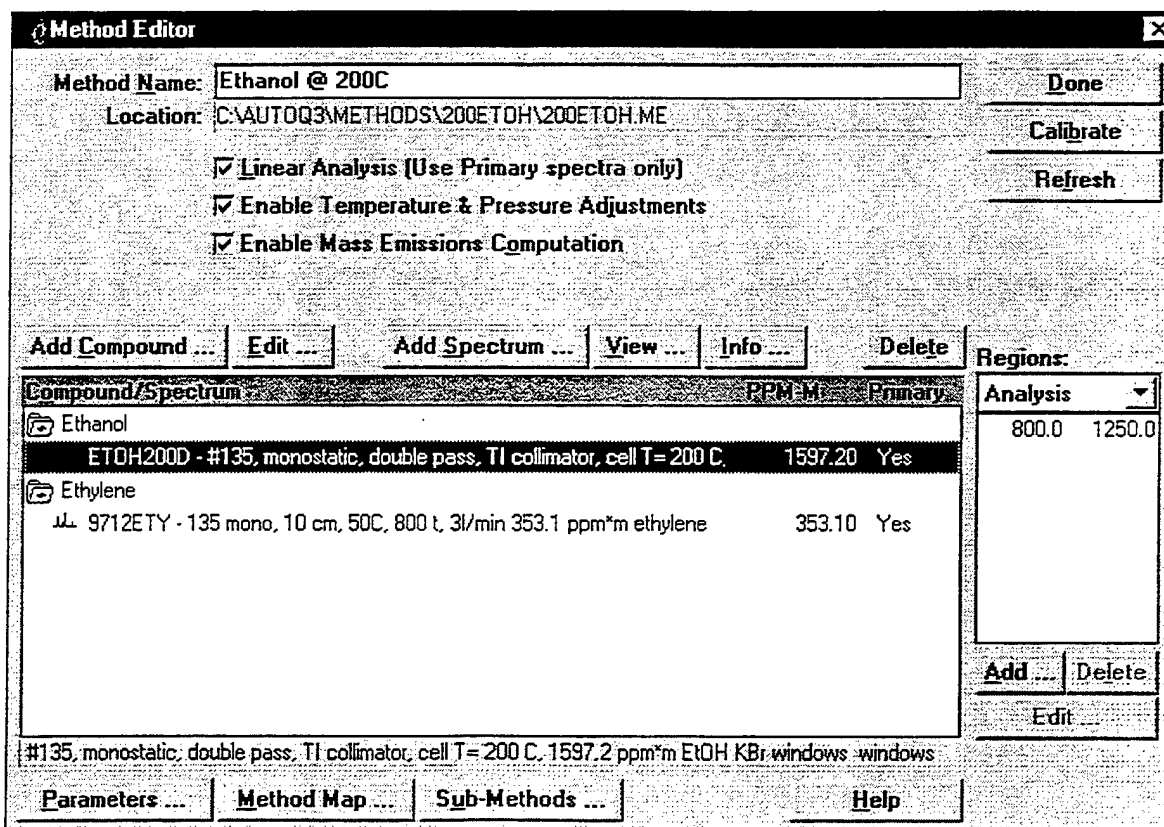 Method Editor
Method Name: Ethanol @ 200C
Done
Location: C:\AUTOQ3\METHODS\200ETOH\200ETOH.ME
Calibrate
Linear Analysis (Use Primary spectra only)
Refresh
Enable Temperature & Pressure Adjustments
Enable Mass Emissions Computation
Add Compound ... Edit ... Add Spectrum ... View ... Info ... Delete
Regions:
Compound/Spectrum PPM-M Primary
Analysis
Ethanol
800.0 1250.0
ETOH200D - #135, monostatic, double pass, TI collimator, cell T= 200 C, 1597.20 Yes
Ethylene
9712ETY - 135 mono, 10 cm, 50C, 800 t, 3l/min 353.1 ppm*m ethylene 353.10 Yes
Add ... Delete
Edit ...
#135, monostatic, double pass, TI collimator, cell T= 200 C, 1597.2 ppm*m EtOH KBr windows windows
Parameters ... Method Map ... Sub-Methods ... Help